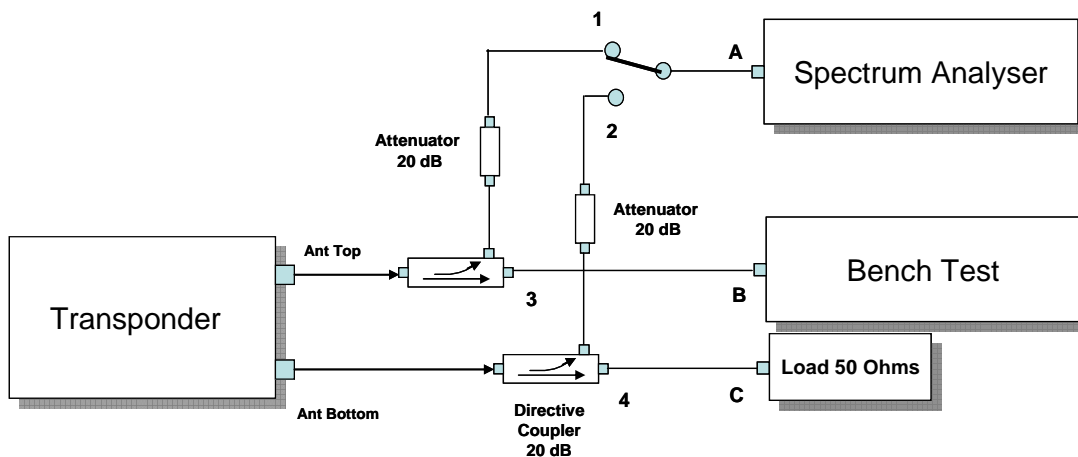 1
A
Spectrum Analyser
2
Attenuator
20 dB
Attenuator
20 dB
Ant Top
Transponder
3
B
Bench Test
Ant Bottom
4
C
Load 50 Ohms
Directive
Coupler
20 dB